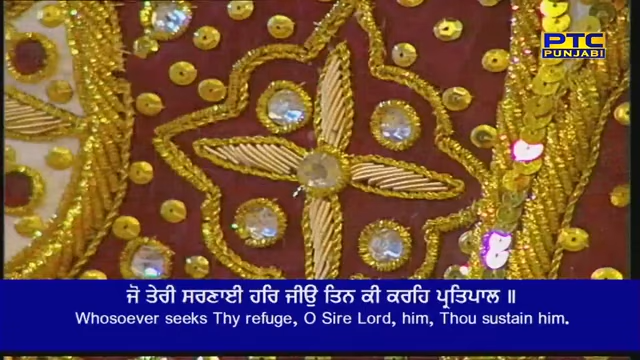 PTC
PUNJABI
ਜੋ ਤੇਰੀ ਸਰਣਾਈ ਹਰਿ ਜੀਉ ਤਿਨ ਕੀ ਕਰਹਿ ਪ੍ਰਤਿਪਾਲ ॥
Whosoever seeks Thy refuge, O Sire Lord, him, Thou sustain him.